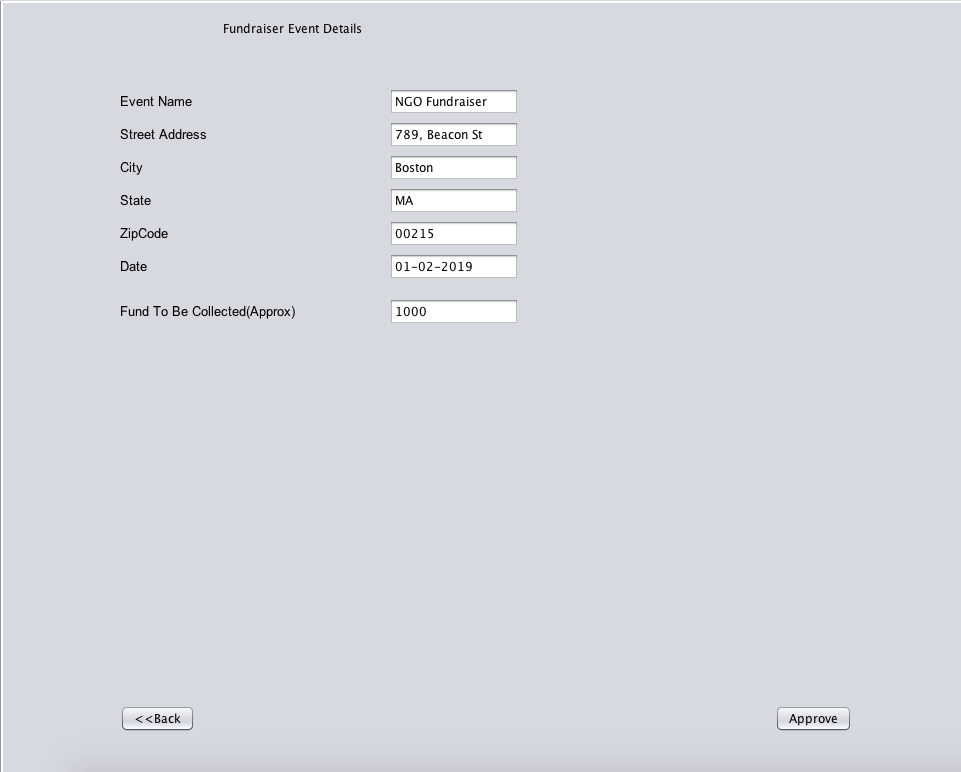 Fundraiser Event Details
Event Name NGO Fundraiser
Street Address 789, Beacon St
City Boston
State MA
ZipCode 00215
Date 01-02-2019
Fund To Be Collected(Approx) 1000
<<Back Approve